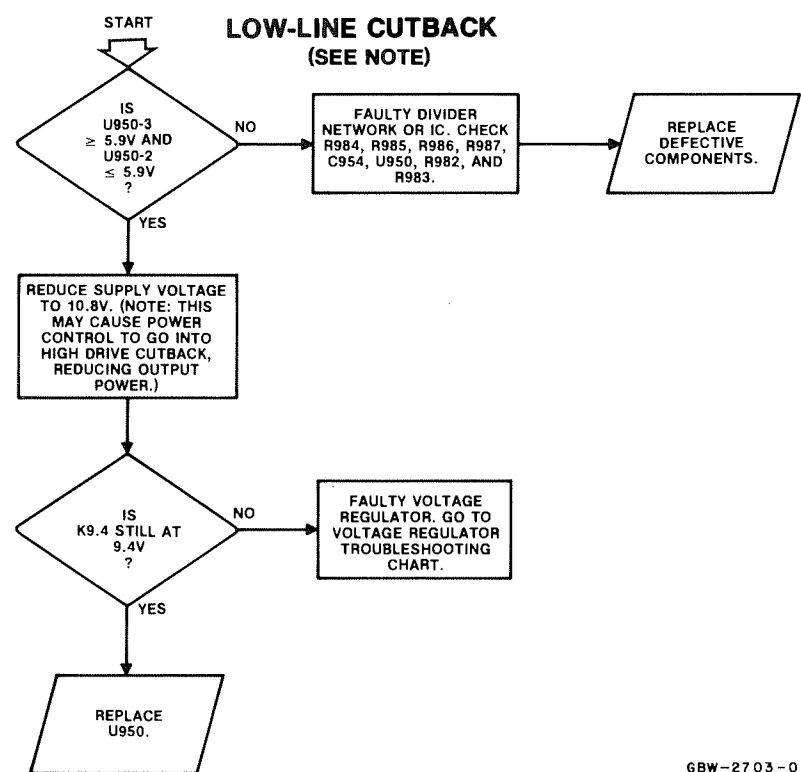 START
LOW-LINE CUTBACK
(SEE NOTE)
IS
U950-3
≥ 5.9V AND
U950-2
≤ 5.9V
?
NO
FAULTY DIVIDER
NETWORK OR IC. CHECK
R984, R985, R986, R987,
C954, U950, R982, AND
R983.
REPLACE
DEFECTIVE
COMPONENTS.
YES
REDUCE SUPPLY VOLTAGE
TO 10.8V. (NOTE: THIS
MAY CAUSE POWER
CONTROL TO GO INTO
HIGH DRIVE CUTBACK,
REDUCING OUTPUT
POWER.)
IS
K9.4 STILL AT
9.4V
?
NO
FAULTY VOLTAGE
REGULATOR. GO TO
VOLTAGE REGULATOR
TROUBLESHOOTING
CHART.
YES
REPLACE
U950.
GBW-2703-0